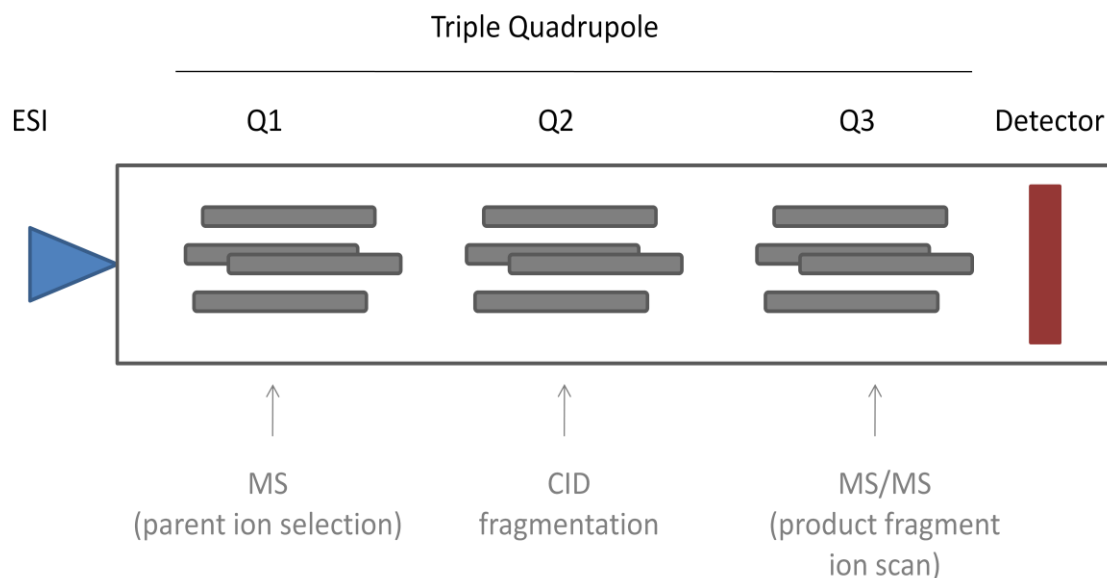 Triple Quadrupole
ESI
Q1
Q2
Q3
Detector
MS
(parent ion selection)
CID
fragmentation
MS/MS
(product fragment
ion scan)